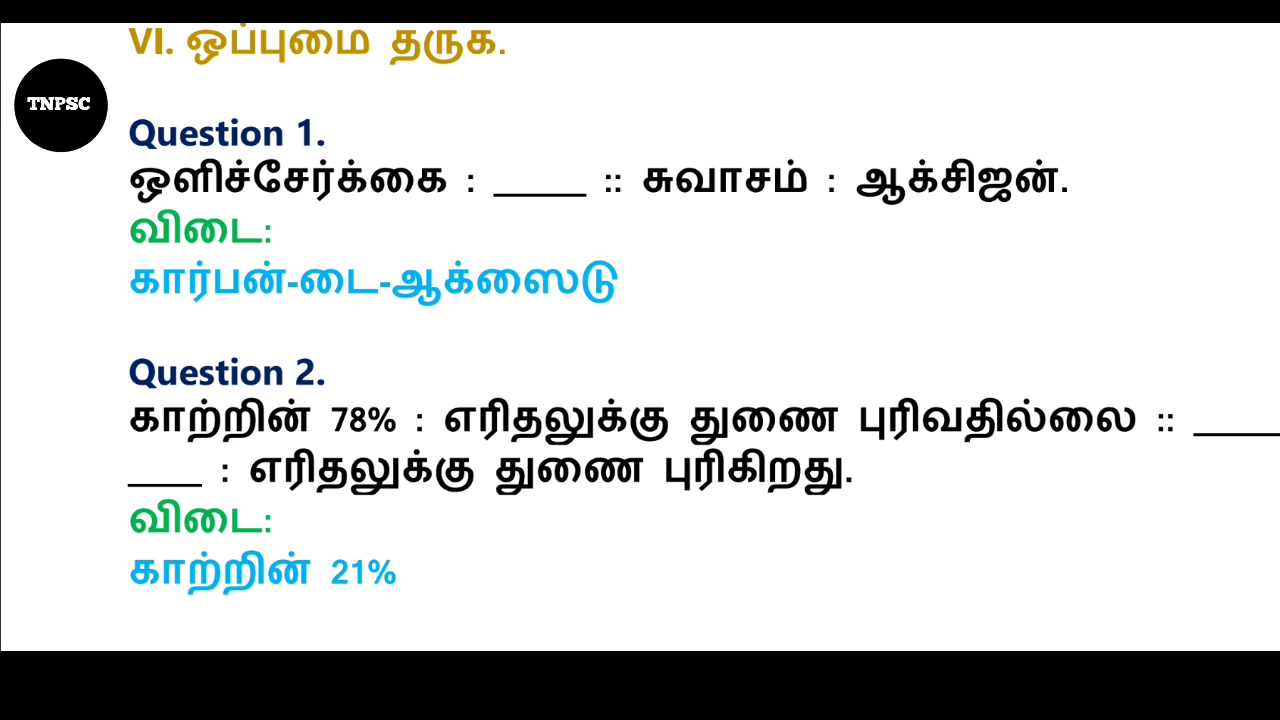 VI. ஒப்புமை தருக.
TNPSC
Question 1.
ஒளிச்சேர்க்கை : _____ :: சுவாசம் : ஆக்சிஜன்.
விடை:
கார்பன்-டை-ஆக்ஸைடு
Question 2.
காற்றின் 78% : எரிதலுக்கு துணை புரிவதில்லை :: _____
____ : எரிதலுக்கு துணை புரிகிறது.
விடை:
காற்றின் 21%